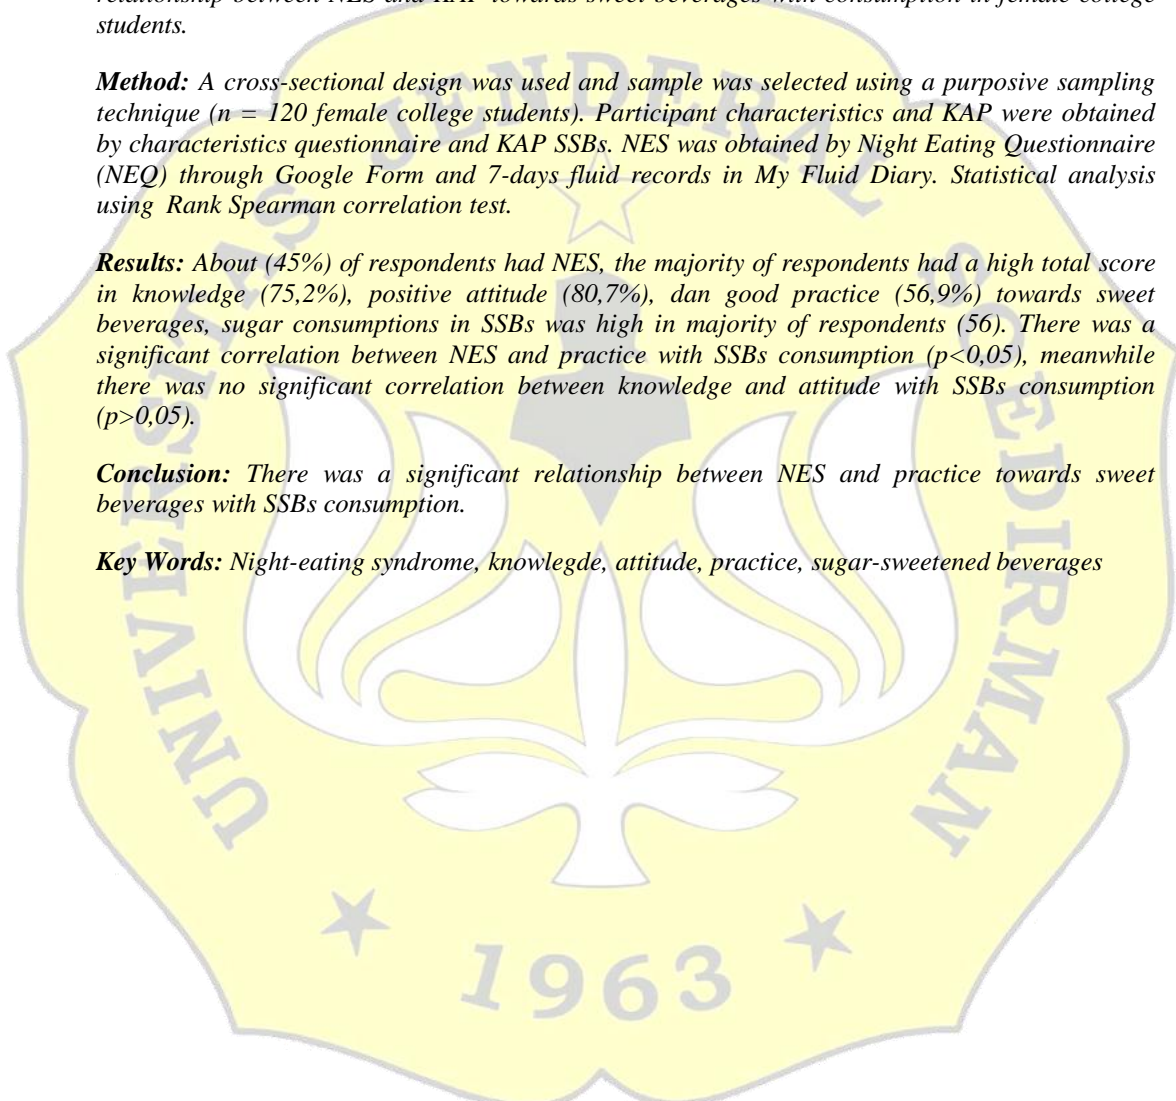 relationship between NES and KAP towards sweet beverages with consumption in female college
students.
Method: A cross-sectional design was used and sample was selected using a purposive sampling
technique (n = 120 female college students). Participant characteristics and KAP were obtained
by characteristics questionnaire and KAP SSBs. NES was obtained by Night Eating Questionnaire
(NEQ) through Google Form and 7-days fluid records in My Fluid Diary. Statistical analysis
using Rank Spearman correlation test.
Results: About (45%) of respondents had NES, the majority of respondents had a high total score
in knowledge (75,2%), positive attitude (80,7%), dan good practice (56,9%) towards sweet
beverages, sugar consumptions in SSBs was high in majority of respondents (56). There was a
significant correlation between NES and practice with SSBs consumption (p<0,05), meanwhile
there was no significant correlation between knowledge and attitude with SSBs consumption
(p>0,05).
Conclusion: There was a significant relationship between NES and practice towards sweet
beverages with SSBs consumption.
Key Words: Night-eating syndrome, knowlegde, attitude, practice, sugar-sweetened beverages
UNIVERSITAS JENDERAL SOEDIRMAN
1963